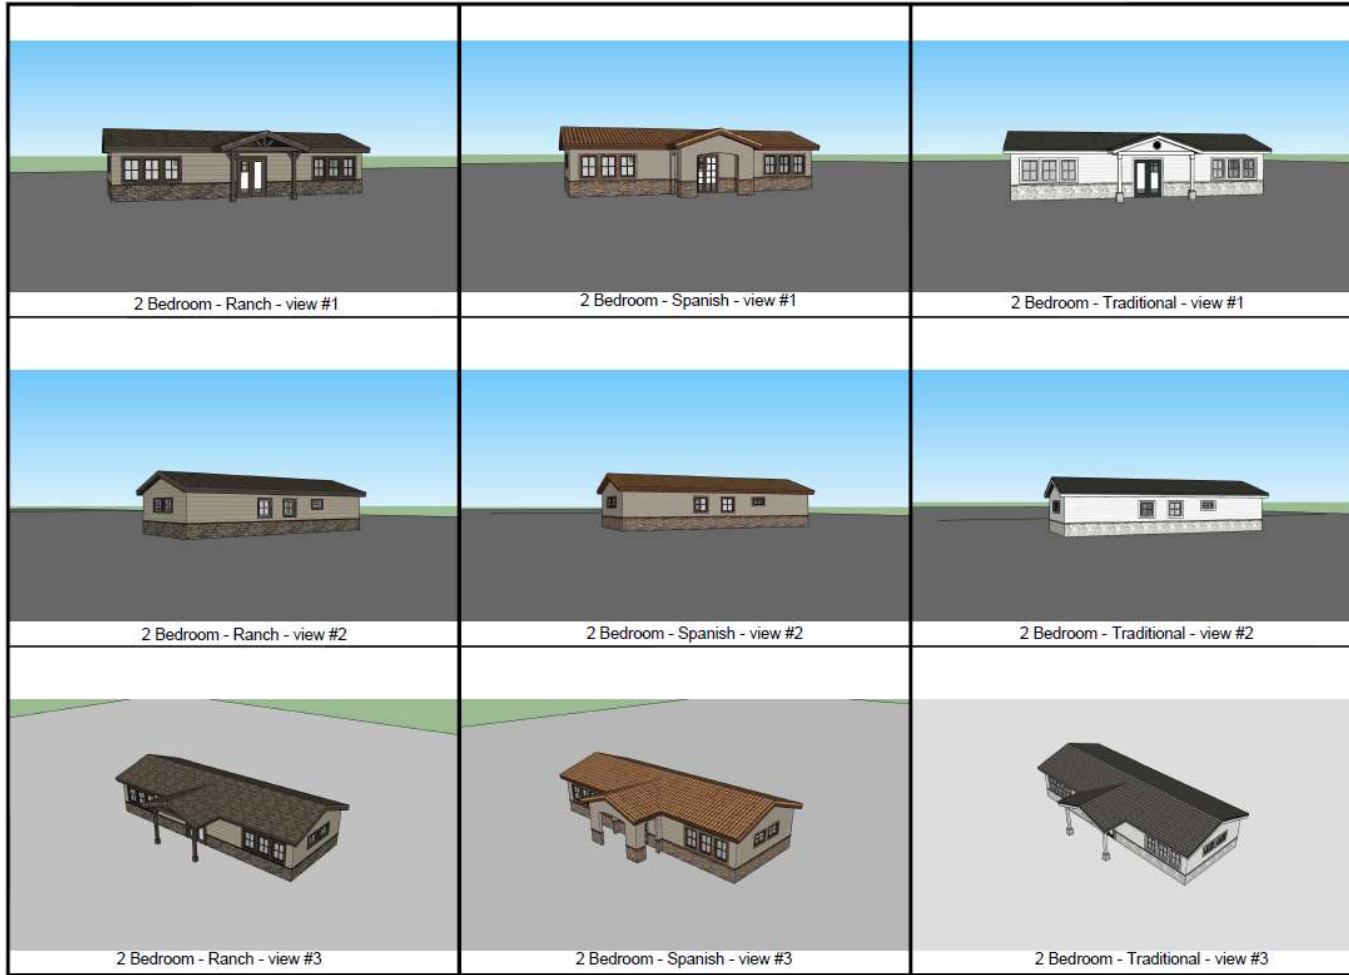 2 Bedroom - Ranch - view #1
2 Bedroom - Spanish - view #1
2 Bedroom - Traditional - view #1
2 Bedroom - Ranch - view #2
2 Bedroom - Spanish - view #2
2 Bedroom - Traditional - view #2
2 Bedroom - Ranch - view #3
2 Bedroom - Spanish - view #3
2 Bedroom - Traditional - view #3